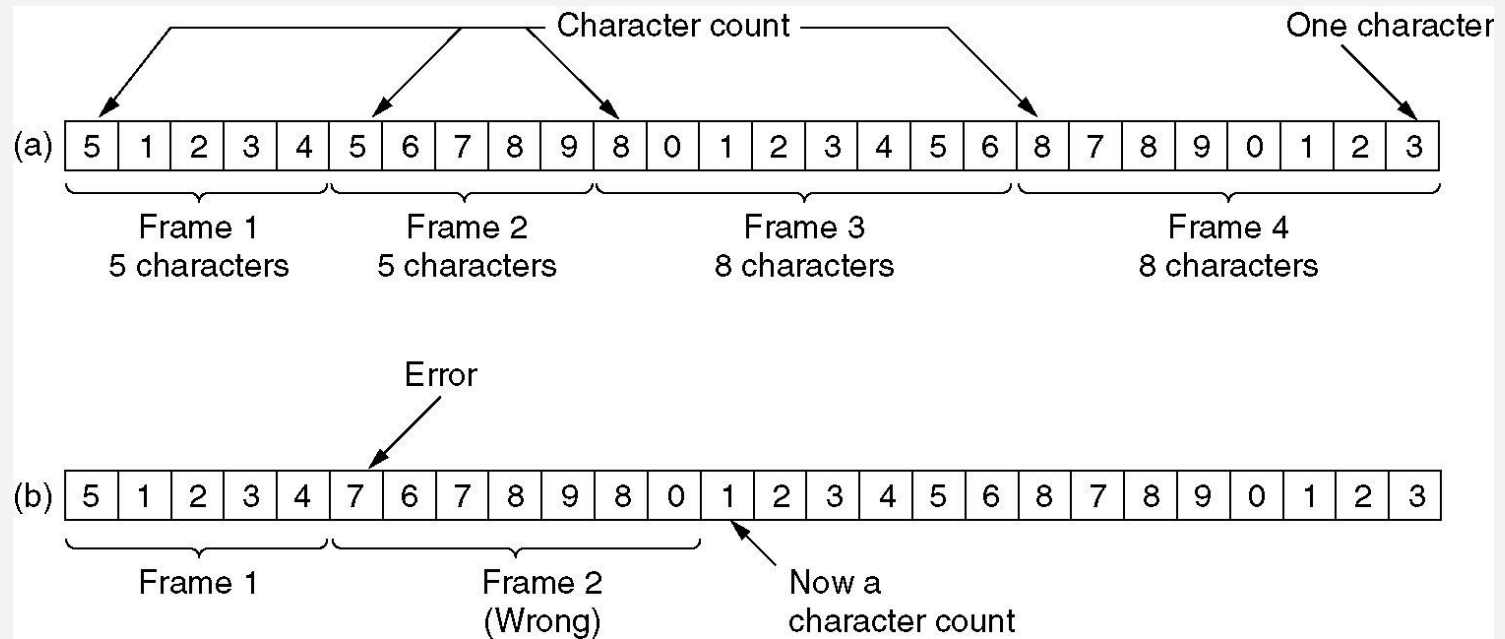 Character count
One character
(a) 5 1 2 3 4 5 6 7 8 9 8 0 1 2 3 4 5 6 8 7 8 9 0 1 2 3
Frame 1
5 characters
Frame 2
5 characters
Frame 3
8 characters
Frame 4
8 characters
Error
(b) 5 1 2 3 4 7 6 7 8 9 8 0 1 2 3 4 5 6 8 7 8 9 0 1 2 3
Frame 1
Frame 2
(Wrong)
Now a
character count